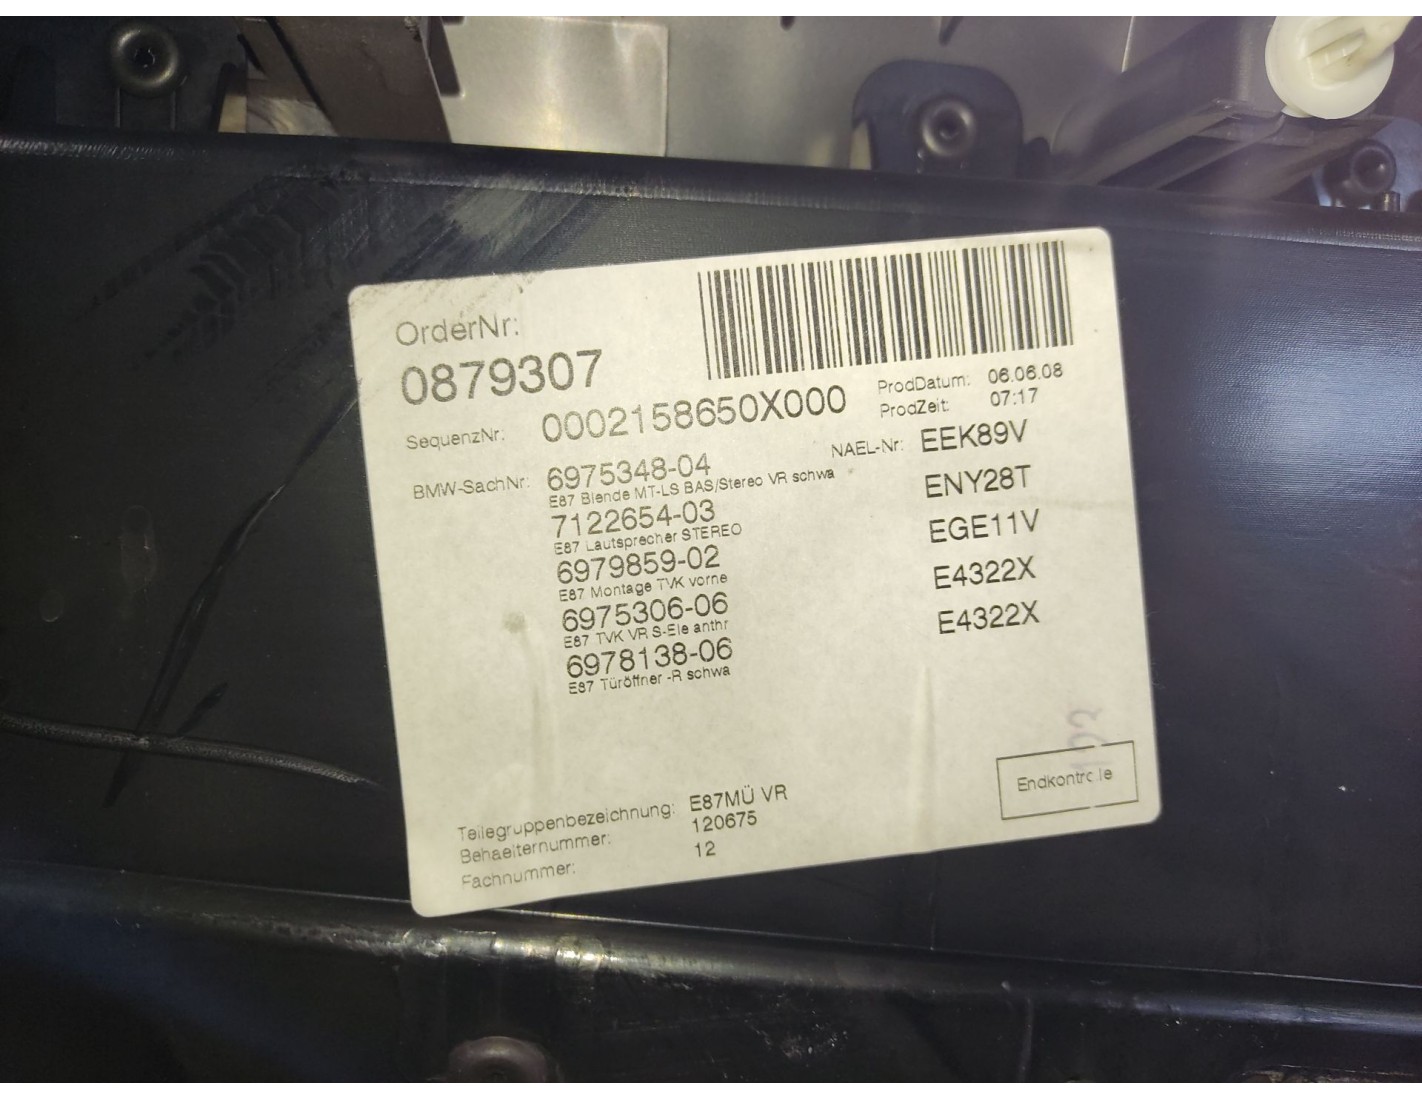 OrderNr:
0879307
SequenzNr: 0002158650X000
ProdDatum: 06.06.08
ProdZeit: 07:17
BMW-SachNr: 6975348-04 NAEL-Nr: EEK89V
E87 Blende MT-LS BAS/Stereo VR schwa
7122654-03 ENY28T
E87 Lautsprecher STEREO
6979859-02 EGE11V
E87 Montage TVK vorne
6975306-06 E4322X
E87 TVK VR S-Ele anthr
6978138-06 E4322X
E87 Türöffner -R schwa
Teilegruppenbezeichnung: E87MÜ VR
Behaelternummer: 120675
Fachnummer: 12
Endkontrolle